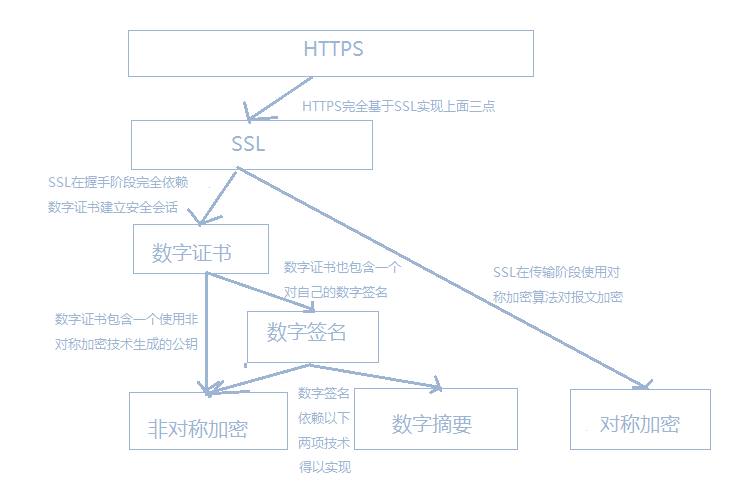 HTTPS
HTTPS完全基于SSL实现上面三点
SSL
SSL在握手阶段完全依赖
数字证书建立安全会话
数字证书
数字证书也包含一个
对自己的数字签名
SSL在传输阶段使用对
称加密算法对报文加密
数字证书包含一个使用非
对称加密技术生成的公钥
数字签名
数字签名
依赖以下
两项技术
得以实现
非对称加密
数字摘要
对称加密